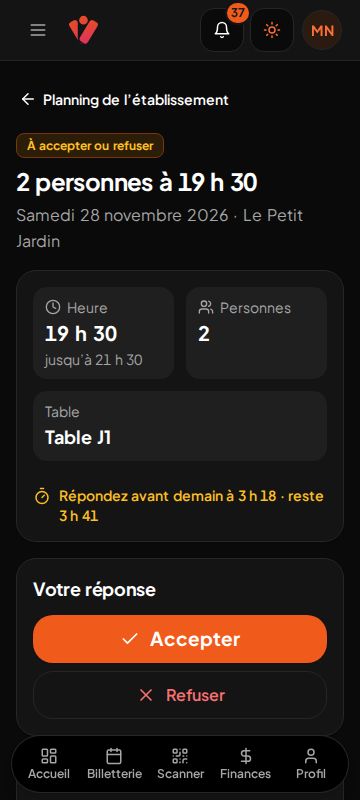 37
MN
Planning de l’établissement
À accepter ou refuser
2 personnes à 19 h 30
Samedi 28 novembre 2026 · Le Petit
Jardin
Heure
19 h 30
jusqu’à 21 h 30
Personnes
2
Table
Table J1
Répondez avant demain à 3 h 18 · reste
3 h 41
Votre réponse
Accepter
Refuser
Accueil
Billetterie
Scanner
Finances
Profil